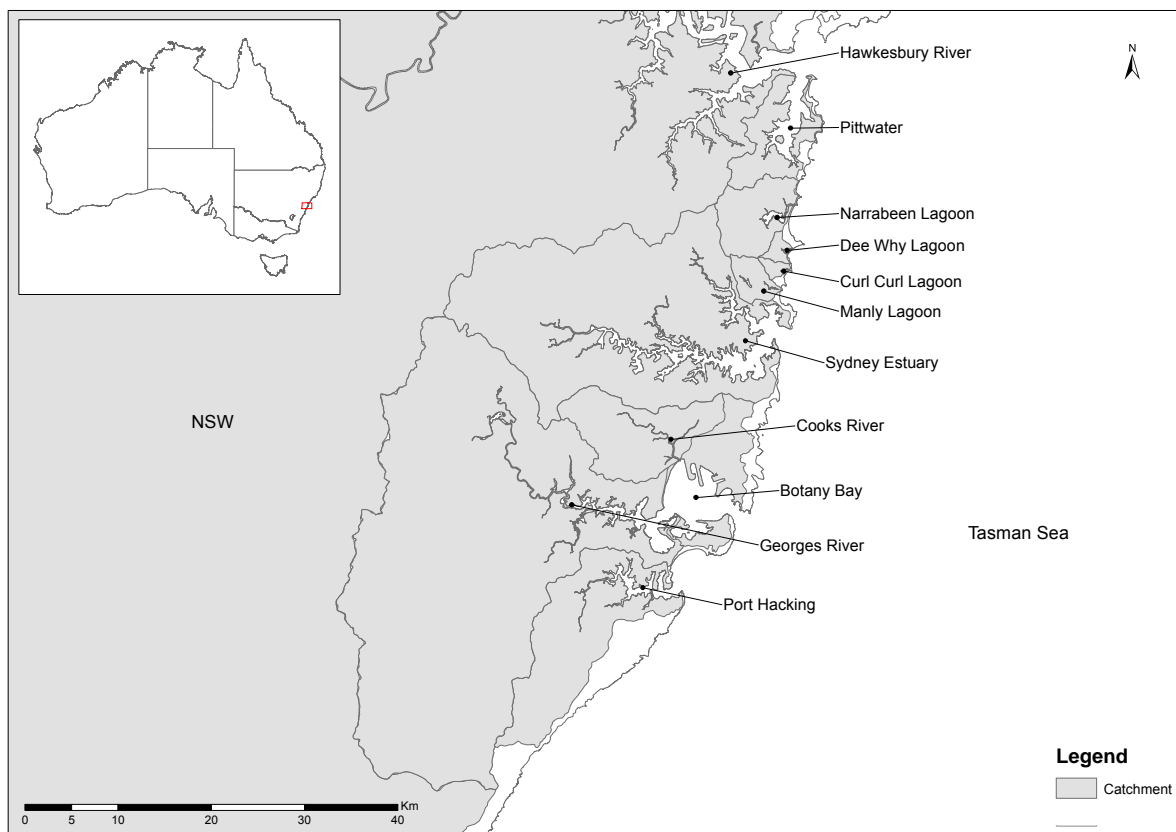 Hawkesbury River
N
Pittwater
Narrabeen Lagoon
Dee Why Lagoon
Curl Curl Lagoon
Manly Lagoon
Sydney Estuary
NSW
Cooks River
Botany Bay
Tasman Sea
Georges River
Port Hacking
Legend
Catchment
Km
0 5 10 20 30 40